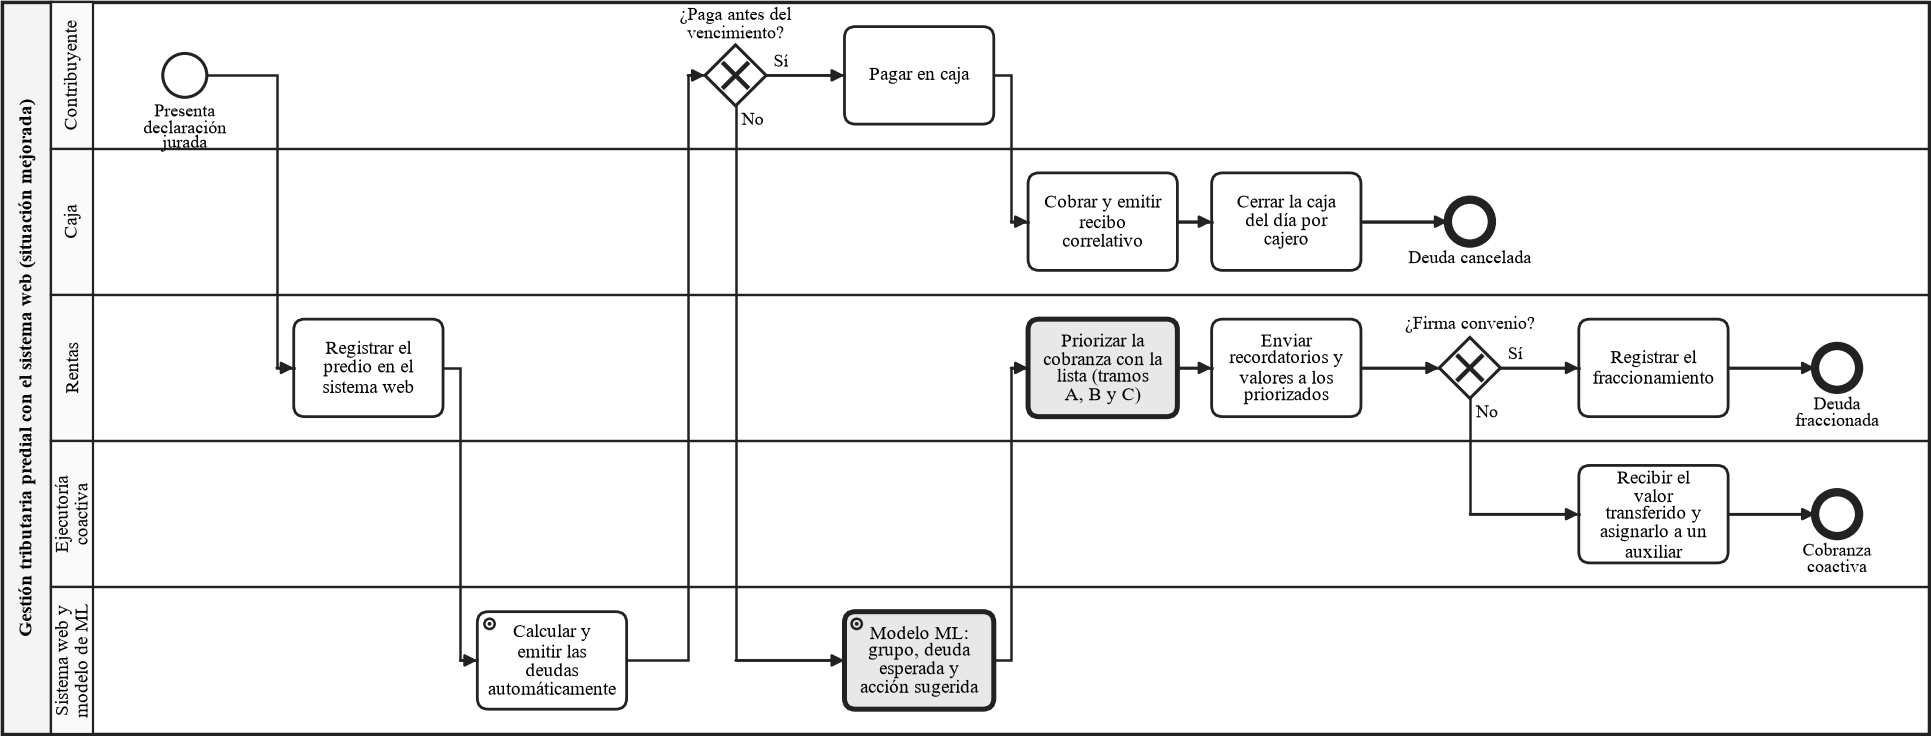 Gestión tributaria predial con el sistema web (situación mejorada)
Contribuyente
Presenta
declaración
jurada
¿Paga antes del
vencimiento?
Sí
No
Pagar en caja
Caja
Cobrar y emitir
recibo
correlativo
Cerrar la caja
del día por
cajero
Deuda cancelada
Rentas
Registrar el
predio en el
sistema web
Priorizar la
cobranza con la
lista (tramos
A, B y C)
Enviar
recordatorios y
valores a los
priorizados
¿Firma convenio?
Sí
No
Registrar el
fraccionamiento
Deuda
fraccionada
Ejecutoría
coactiva
Recibir el
valor
transferido y
asignarlo a un
auxiliar
Cobranza
coactiva
Sistema web y
modelo de ML
Calcular y
emitir las
deudas
automáticamente
Modelo ML:
grupo, deuda
esperada y
acción sugerida